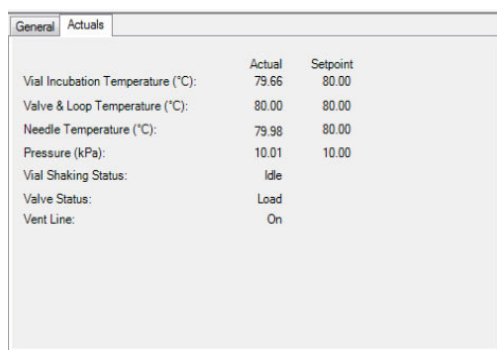 General Actuals
Actual Setpoint
Vial Incubation Temperature (°C): 79.66 80.00
Valve & Loop Temperature (°C): 80.00 80.00
Needle Temperature (°C): 79.98 80.00
Pressure (kPa): 10.01 10.00
Vial Shaking Status: Idle
Valve Status: Load
Vent Line: On